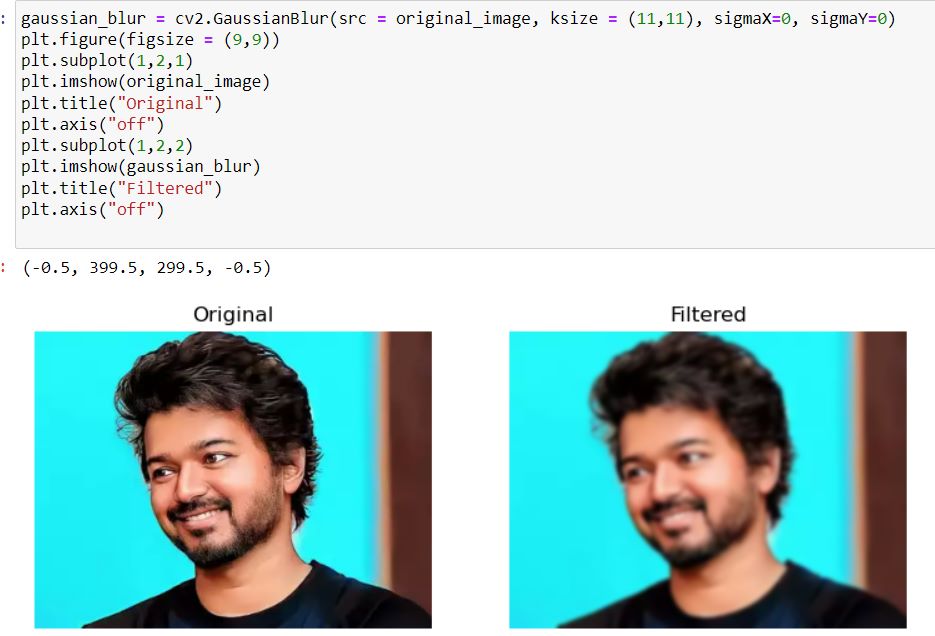 : gaussian_blur = cv2.GaussianBlur(src = original_image, ksize = (11,11), sigmaX=0, sigmaY=0)
plt.figure(figsize = (9,9))
plt.subplot(1,2,1)
plt.imshow(original_image)
plt.title("Original")
plt.axis("off")
plt.subplot(1,2,2)
plt.imshow(gaussian_blur)
plt.title("Filtered")
plt.axis("off")
: (-0.5, 399.5, 299.5, -0.5)
Original
Filtered